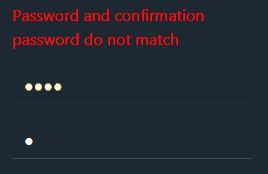 Password and confirmation
password do not match
••••
•